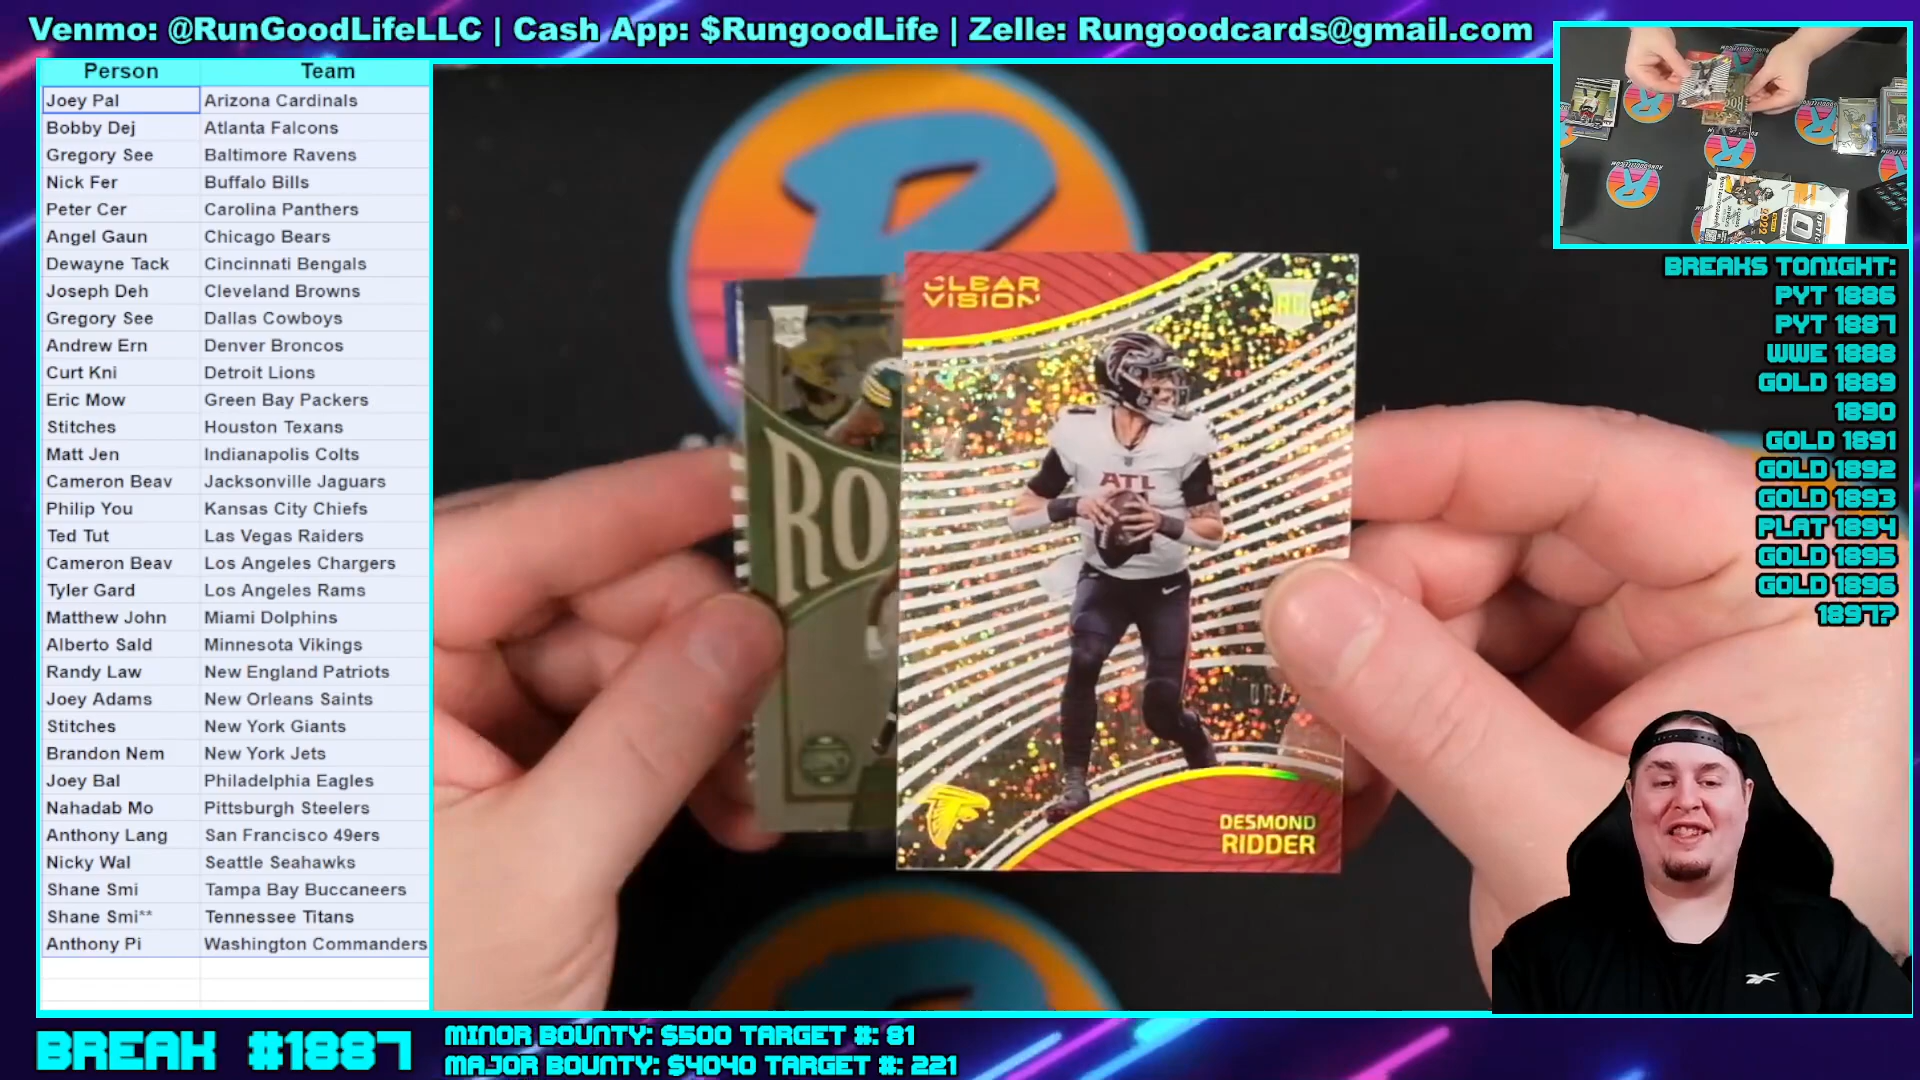 Venmo: @RunGoodLifeLLC | Cash App: $RungoodLife | Zelle: Rungoodcards@gmail.com
Person Team
Joey Pal Arizona Cardinals
Bobby Dej Atlanta Falcons
Gregory See Baltimore Ravens
Nick Fer Buffalo Bills
Peter Cer Carolina Panthers
Angel Gaun Chicago Bears
Dewayne Tack Cincinnati Bengals
Joseph Deh Cleveland Browns
Gregory See Dallas Cowboys
Andrew Ern Denver Broncos
Curt Kni Detroit Lions
Eric Mow Green Bay Packers
Stitches Houston Texans
Matt Jen Indianapolis Colts
Cameron Beav Jacksonville Jaguars
Philip You Kansas City Chiefs
Ted Tut Las Vegas Raiders
Cameron Beav Los Angeles Chargers
Tyler Gard Los Angeles Rams
Matthew John Miami Dolphins
Alberto Sald Minnesota Vikings
Randy Law New England Patriots
Joey Adams New Orleans Saints
Stitches New York Giants
Brandon Nem New York Jets
Joey Bal Philadelphia Eagles
Nahadab Mo Pittsburgh Steelers
Anthony Lang San Francisco 49ers
Nicky Wal Seattle Seahawks
Shane Smi Tampa Bay Buccaneers
Shane Smi** Tennessee Titans
Anthony Pi Washington Commanders
CLEAR
VISION
RC
RC
RO
ATL
DESMOND
RIDDER
BREAKS TONIGHT:
PYT 1886
PYT 1887
WWE 1888
GOLD 1889
1890
GOLD 1891
GOLD 1892
GOLD 1893
PLAT 1894
GOLD 1895
GOLD 1896
1897?
BREAK #1887
MINOR BOUNTY: $500 TARGET #: 81
MAJOR BOUNTY: $4040 TARGET #: 221